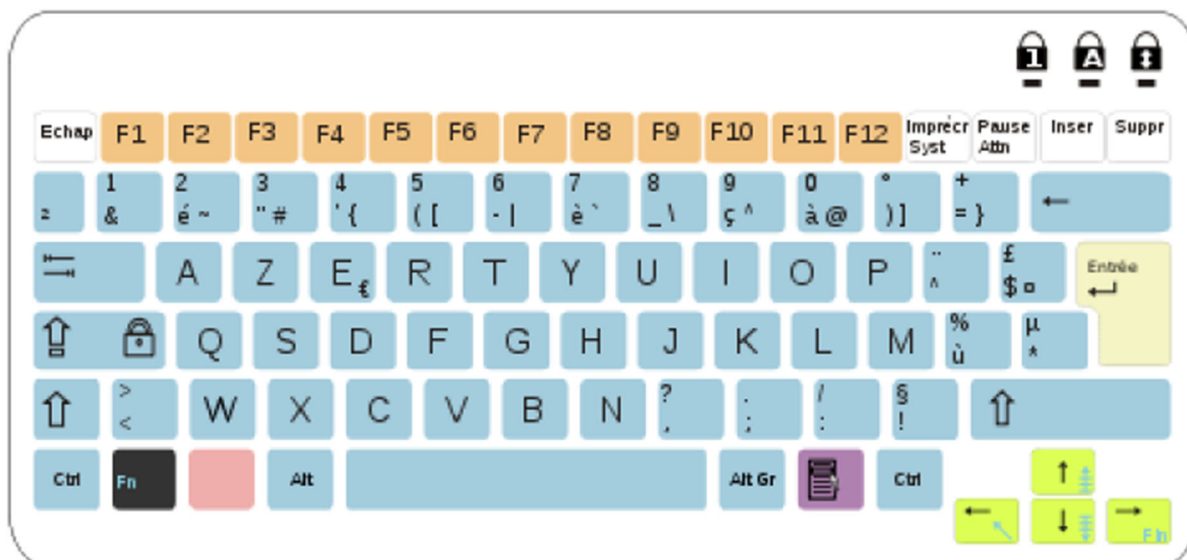 1 A
Echap F1 F2 F3 F4 F5 F6 F7 F8 F9 F10 F11 F12 Imprécr Pause Inser Suppr
Syst Attn
1 2 3 4 5 6 7 8 9 0 ° +
² & é ~ " # ' { ( [ - | è ` _ \ ç ^ à @ ) ] = } ←
A Z E € R T Y U I O P ¨ ^ £ $ ¤ Entrée
Q S D F G H J K L M % ù µ *
> < W X C V B N ? , . ; / : § !
Ctrl Fn Alt Alt Gr Ctrl ↑
← ↓ → Fin